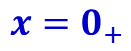 x = 0₊